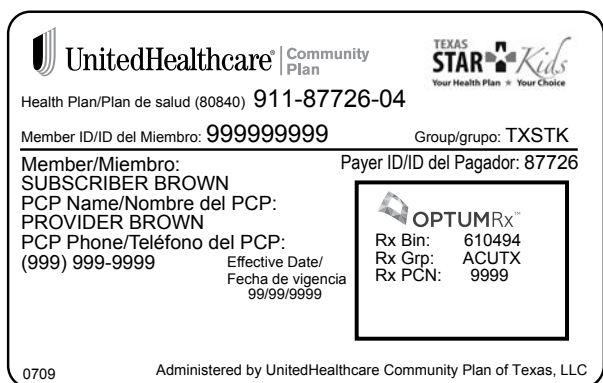 UnitedHealthcare® | Community Plan
TEXAS
STAR Kids
Your Health Plan ★ Your Choice
Health Plan/Plan de salud (80840) 911-87726-04
Member ID/ID del Miembro: 999999999
Group/grupo: TXSTK
Member/Miembro:
SUBSCRIBER BROWN
PCP Name/Nombre del PCP:
PROVIDER BROWN
PCP Phone/Teléfono del PCP:
(999) 999-9999
Effective Date/
Fecha de vigencia
99/99/9999
Payer ID/ID del Pagador: 87726
OPTUMRx™
Rx Bin: 610494
Rx Grp: ACUTX
Rx PCN: 9999
0709
Administered by UnitedHealthcare Community Plan of Texas, LLC